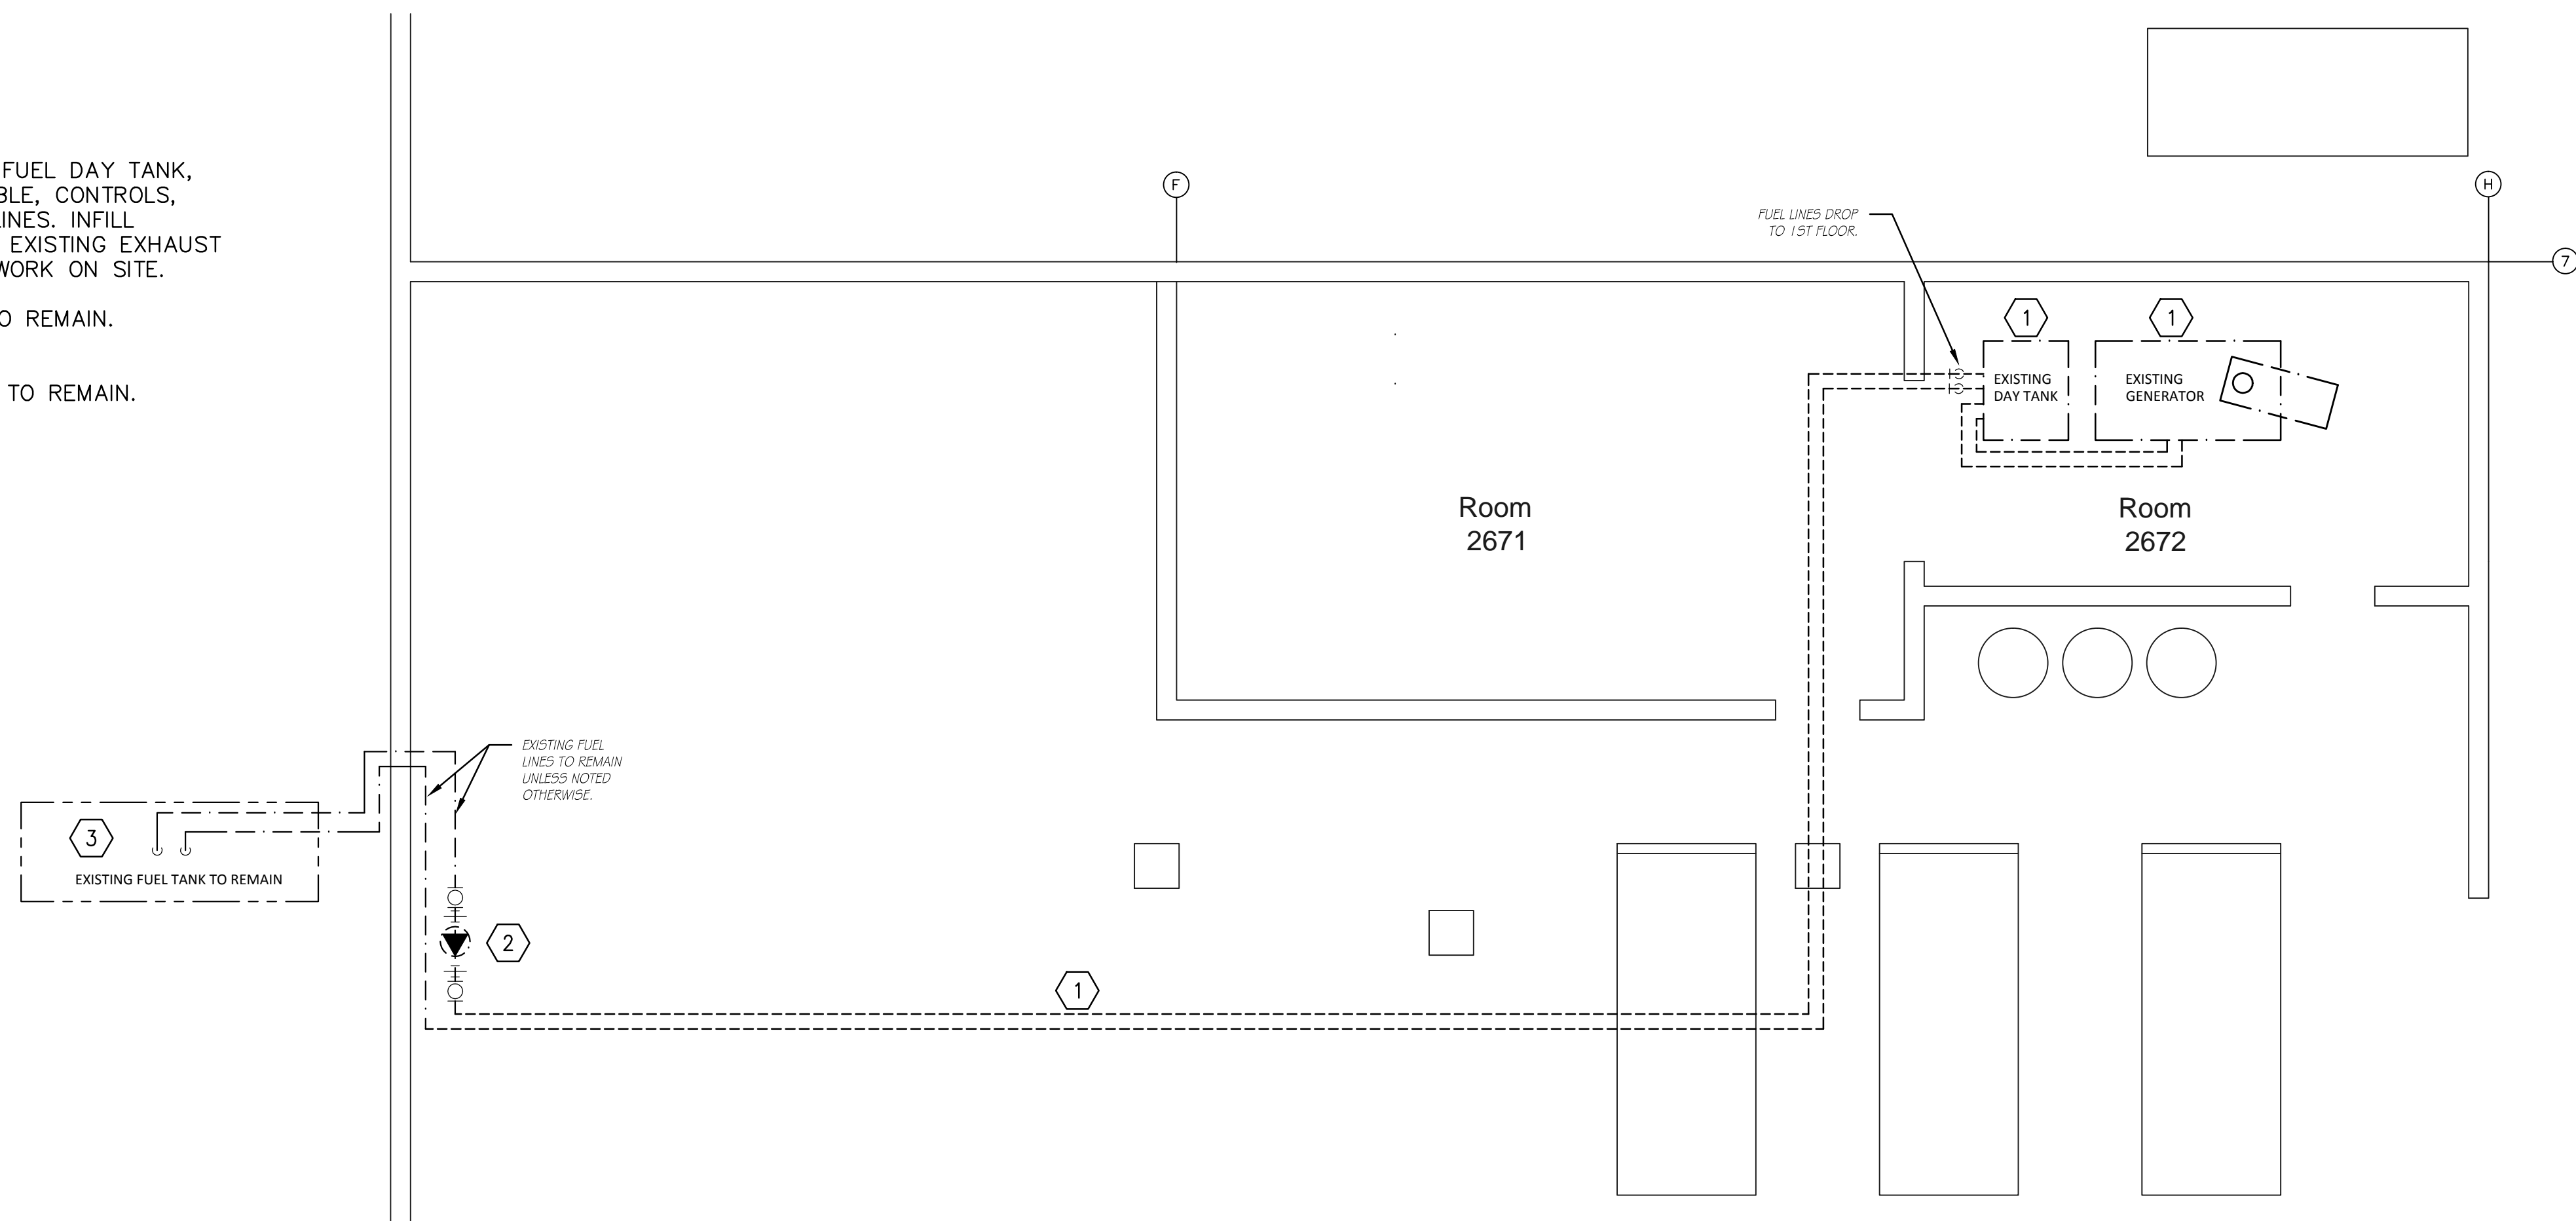 FUEL DAY TANK,
BLE, CONTROLS,
INES. INFILL
EXISTING EXHAUST
WORK ON SITE.
O REMAIN.
TO REMAIN.
F
H
7
FUEL LINES DROP
TO 1ST FLOOR.
1
1
EXISTING
DAY TANK
EXISTING
GENERATOR
Room
2671
Room
2672
EXISTING FUEL
LINES TO REMAIN
UNLESS NOTED
OTHERWISE.
3
EXISTING FUEL TANK TO REMAIN
2
1